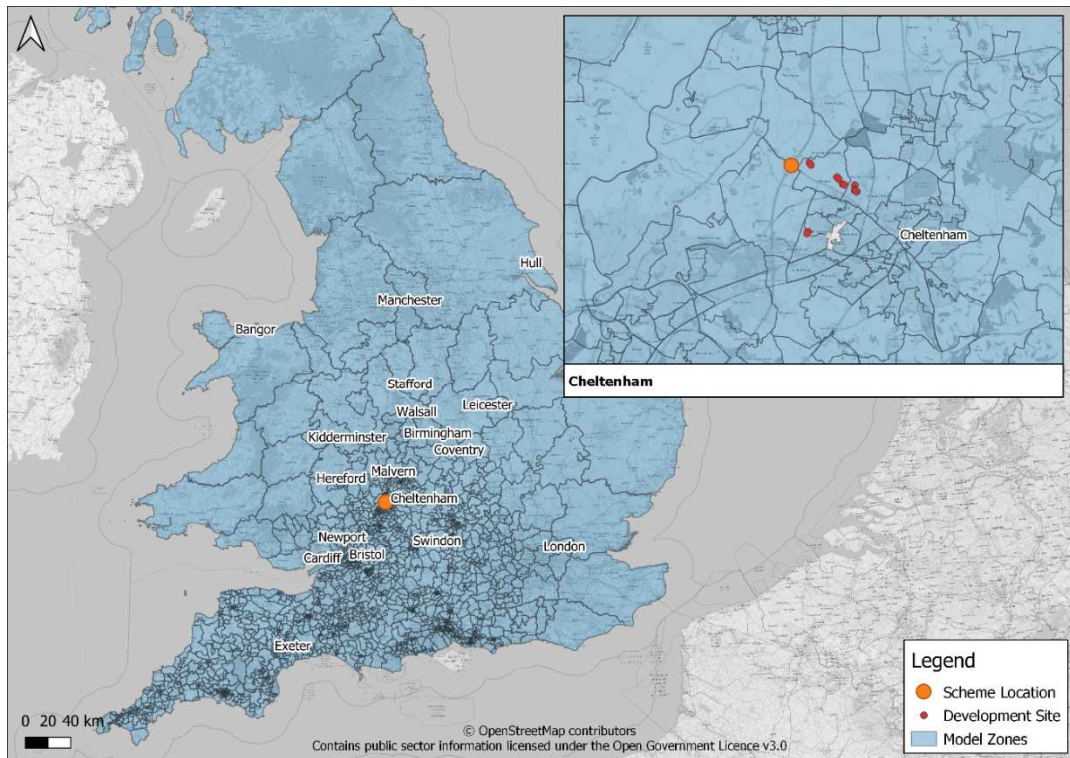 Cheltenham
Cheltenham
Hull
Manchester
Bangor
Stafford
Walsall
Leicester
Kidderminster
Birmingham
Coventry
Hereford
Malvern
Cheltenham
Newport
Swindon
Cardiff
Bristol
London
Exeter
Legend
Scheme Location
Development Site
Model Zones
0 20 40 km
© OpenStreetMap contributors
Contains public sector information licensed under the Open Government Licence v3.0